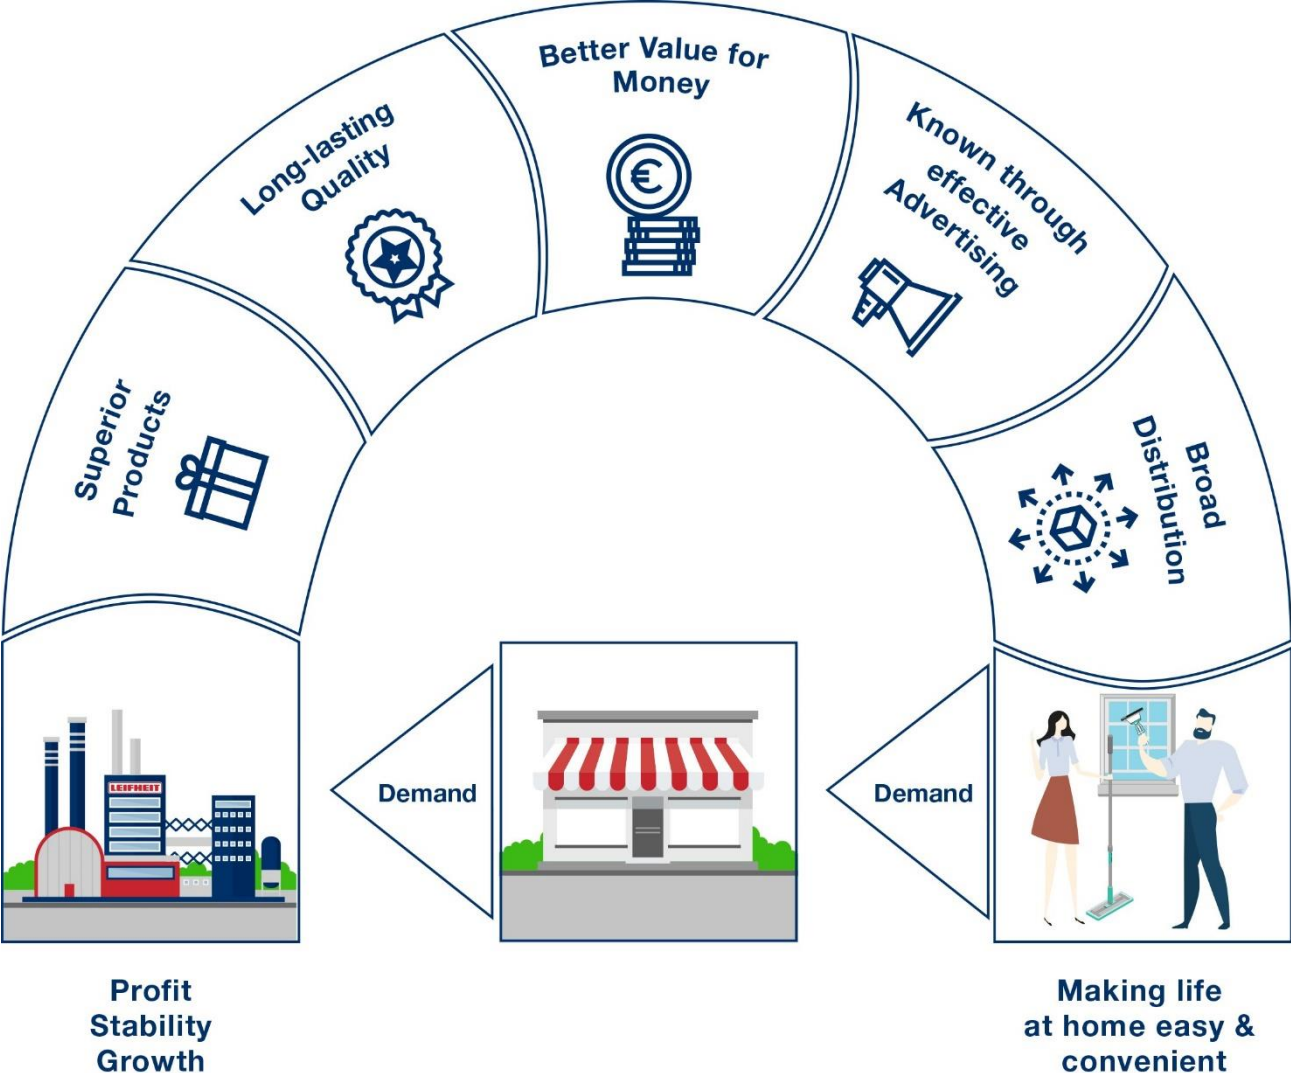 Superior
Products
Long-lasting
Quality
Better Value for
Money
Known through
effective
Advertising
Broad
Distribution
LEIFHEIT
Demand
Demand
Profit
Stability
Growth
Making life
at home easy &
convenient